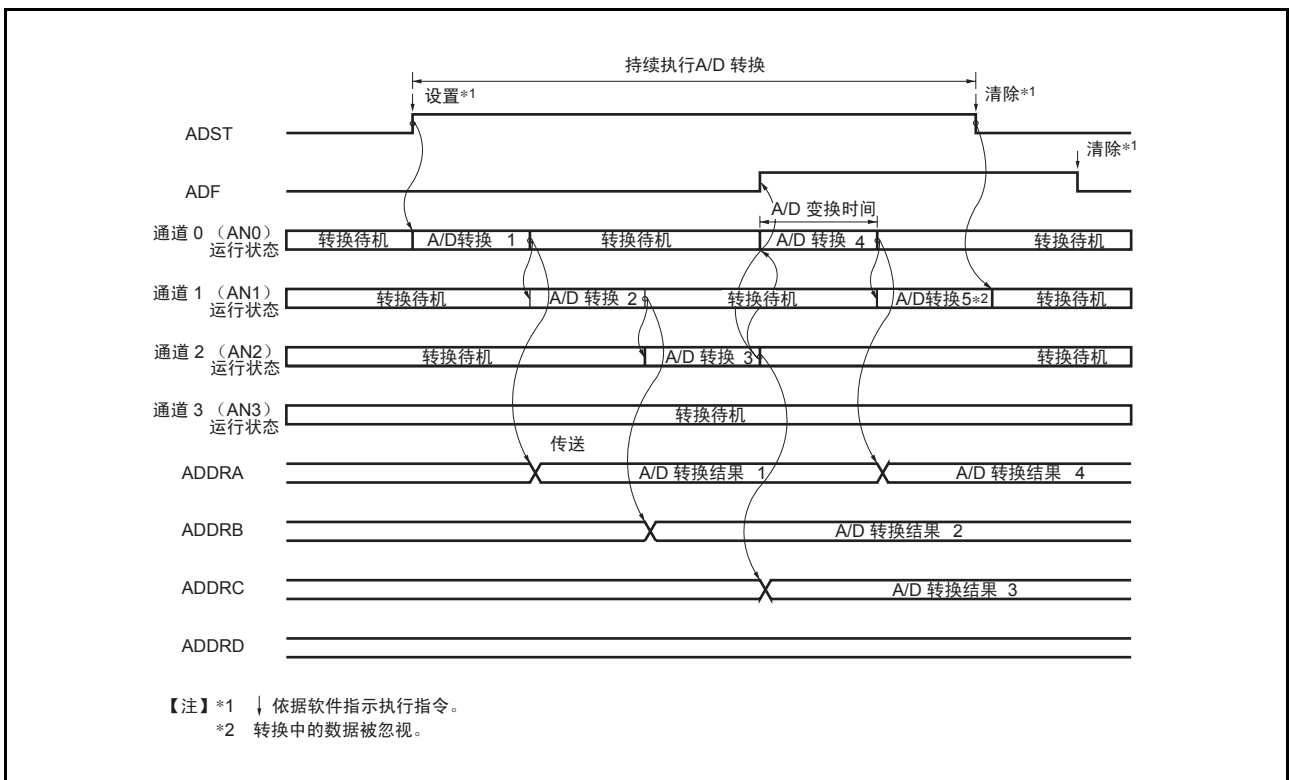 持续执行A/D 转换
设置*1
清除*1
ADST
清除*1
ADF
A/D 变换时间
通道 0 （AN0）
运行状态
转换待机 A/D转换 1 转换待机 A/D 转换 4 转换待机
通道 1 （AN1）
运行状态
转换待机 A/D 转换 2 转换待机 A/D转换5*2 转换待机
通道 2 （AN2）
运行状态
转换待机 A/D 转换 3 转换待机
通道 3 （AN3）
运行状态
转换待机
传送
ADDRA A/D 转换结果 1 A/D 转换结果 4
ADDRB A/D 转换结果 2
ADDRC A/D 转换结果 3
ADDRD
【注】*1 ↓ 依据软件指示执行指令。
*2 转换中的数据被忽视。